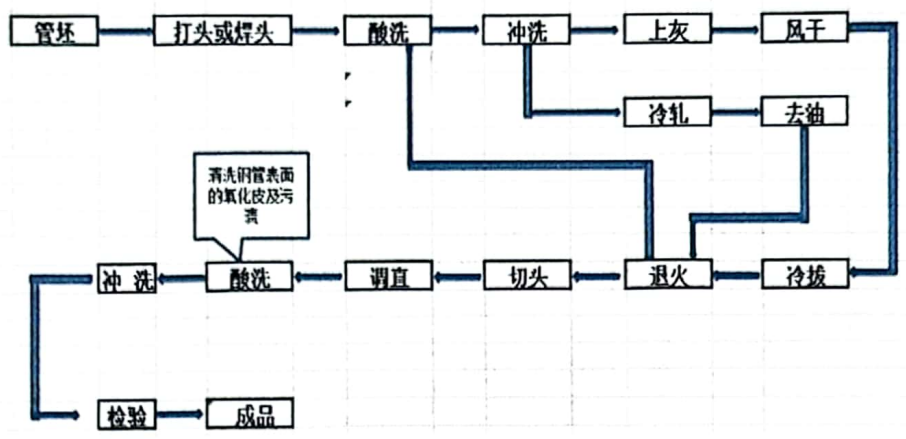 管坯
打头或焊头
酸洗
冲洗
上灰
风干
冷轧
去油
清洗钢管表面
的氧化皮及污
渍
冲 洗
酸洗
调直
切头
退火
冷拨
检验
成品